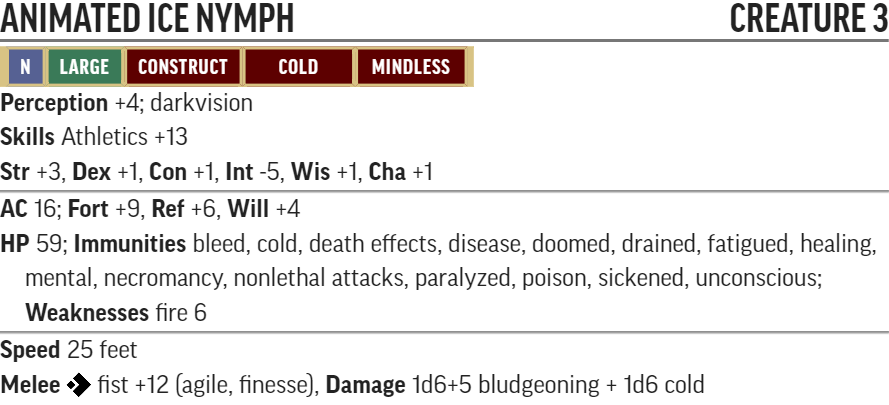 ANIMATED ICE NYMPH CREATURE 3
N LARGE CONSTRUCT COLD MINDLESS
Perception +4; darkvision
Skills Athletics +13
Str +3, Dex +1, Con +1, Int -5, Wis +1, Cha +1
AC 16; Fort +9, Ref +6, Will +4
HP 59; Immunities bleed, cold, death effects, disease, doomed, drained, fatigued, healing,
mental, necromancy, nonlethal attacks, paralyzed, poison, sickened, unconscious;
Weaknesses fire 6
Speed 25 feet
Melee fist +12 (agile, finesse), Damage 1d6+5 bludgeoning + 1d6 cold